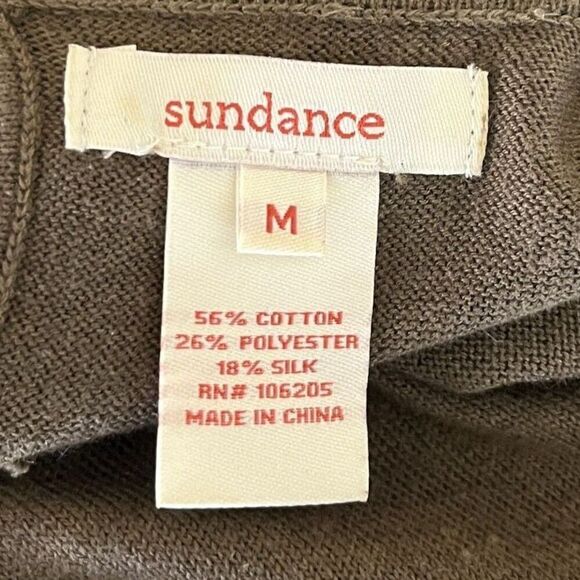 sundance
M
56% COTTON
26% POLYESTER
18% SILK
RN# 106205
MADE IN CHINA